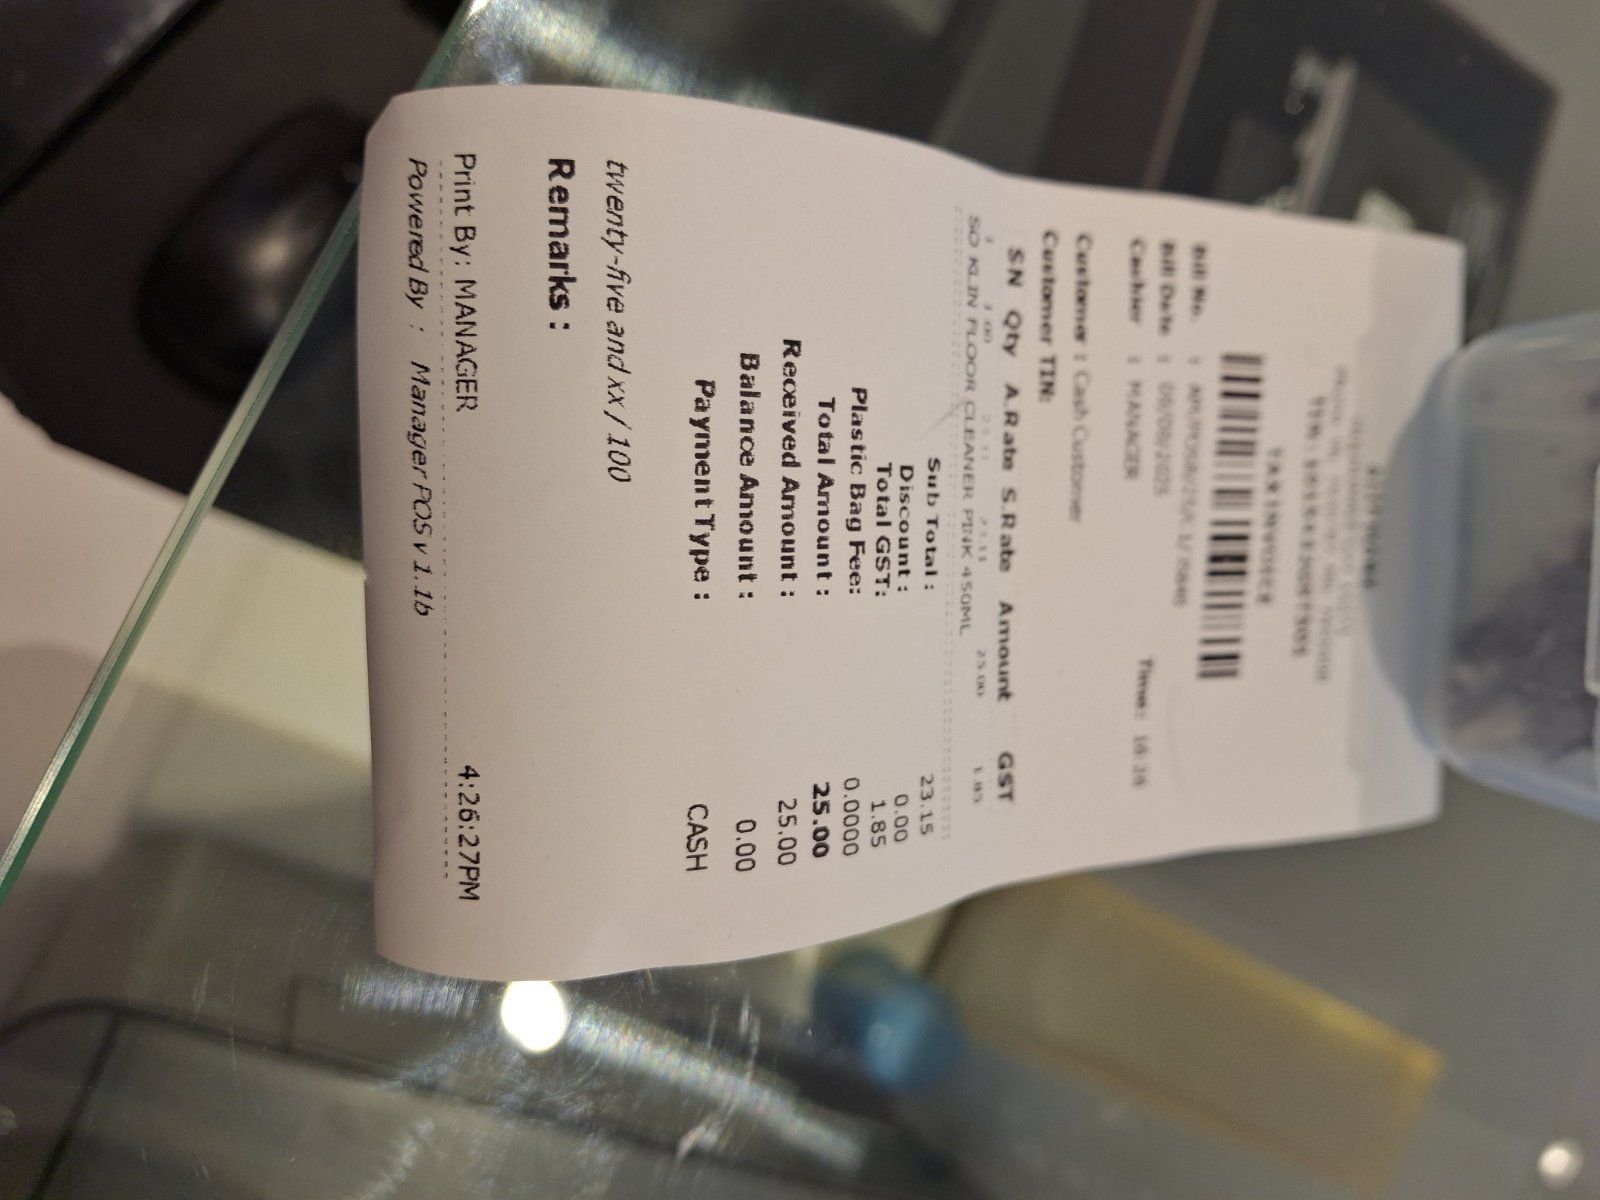 TAX INVOICE
Bill No. :
Bill Date : 09/09/2025
Cashier : MANAGER Time: 16:26
Customer : Cash Customer
Customer TIN:
SN Qty A.Rate S.Rate Amount GST
1 1.00 23.11 23.11 25.00 1.85
SO KLIN FLOOR CLEANER PINK 450ML
Sub Total : 23.15
Discount : 0.00
Total GST: 1.85
Plastic Bag Fee: 0.0000
Total Amount : 25.00
Received Amount : 25.00
Balance Amount : 0.00
Payment Type : CASH
twenty-five and xx / 100
Remarks :
Print By: MANAGER 4:26:27PM
Powered By : Manager POS v 1.1b